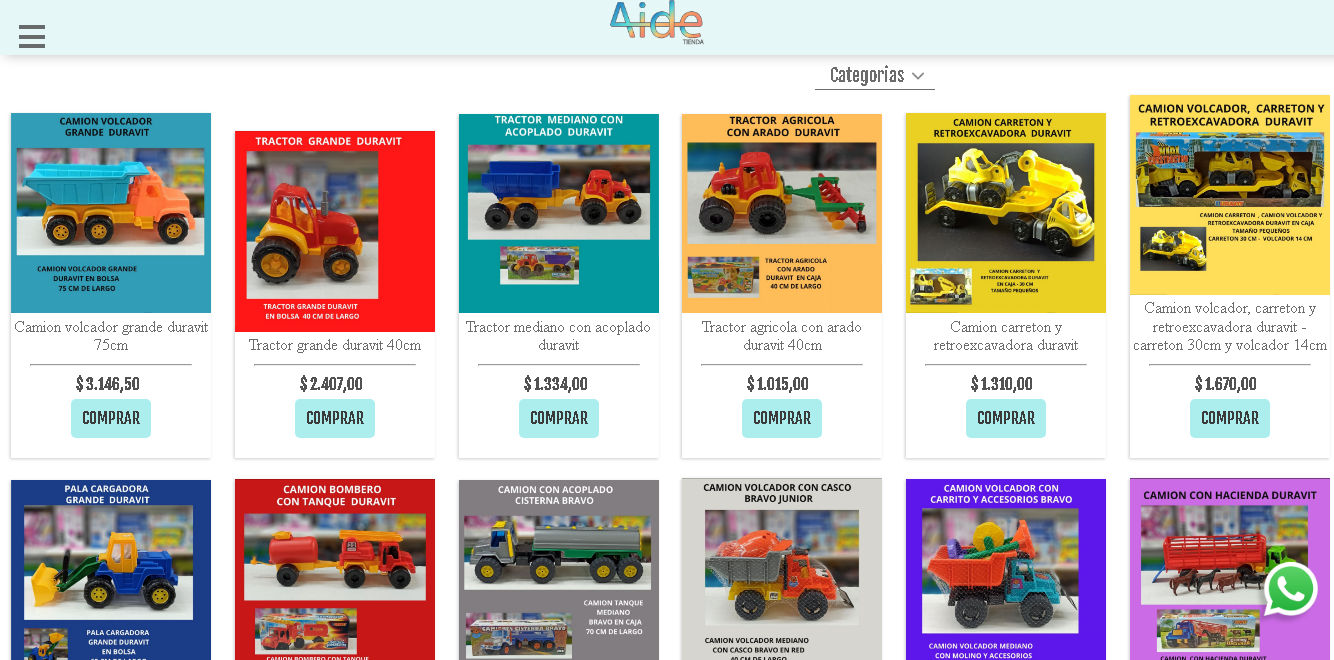 Aide
TIENDA
Categorias
CAMION VOLCADOR
GRANDE DURAVIT
CAMION VOLCADOR GRANDE
DURAVIT EN BOLSA
75 CM DE LARGO
Camion volcador grande duravit
75cm
$ 3.146,50
COMPRAR
TRACTOR GRANDE DURAVIT
TRACTOR GRANDE DURAVIT
EN BOLSA 40 CM DE LARGO
Tractor grande duravit 40cm
$ 2.407,00
COMPRAR
TRACTOR MEDIANO CON
ACOPLADO DURAVIT
Tractor mediano con acoplado
duravit
$ 1.334,00
COMPRAR
TRACTOR AGRICOLA
CON ARADO DURAVIT
TRACTOR AGRICOLA
CON ARADO
DURAVIT EN CAJA
40 CM DE LARGO
Tractor agricola con arado
duravit 40cm
$ 1.015,00
COMPRAR
CAMION CARRETON Y
RETROEXCAVADORA DURAVIT
CAMION CARRETON Y
RETROEXCAVADORA DURAVIT
EN CAJA - 30 CM
TAMAÑO PEQUEÑOS
Camion carreton y
retroexcavadora duravit
$ 1.310,00
COMPRAR
CAMION VOLCADOR, CARRETON Y
RETROEXCAVADORA DURAVIT
CAMION CARRETON , CAMION VOLCADOR Y
RETROEXCAVADORA DURAVIT EN CAJA
TAMAÑO PEQUEÑOS
CARRETON 30 CM - VOLCADOR 14 CM
Camion volcador, carreton y
retroexcavadora duravit -
carreton 30cm y volcador 14cm
$ 1.670,00
COMPRAR
PALA CARGADORA
GRANDE DURAVIT
PALA CARGADORA
GRANDE DURAVIT
EN BOLSA
CAMION BOMBERO
CON TANQUE DURAVIT
CAMION BOMBERO CON TANQUE
CAMION CON ACOPLADO
CISTERNA BRAVO
CAMION TANQUE
MEDIANO
BRAVO EN CAJA
70 CM DE LARGO
CAMION VOLCADOR CON CASCO
BRAVO JUNIOR
CAMION VOLCADOR MEDIANO
CON CASCO BRAVO EN RED
40 CM DE LARGO
CAMION VOLCADOR CON
CARRITO Y ACCESORIOS BRAVO
CAMION VOLCADOR MEDIANO
CON MOLINO Y ACCESORIOS
CAMION CON HACIENDA DURAVIT
CAMION CON HACIENDA DURAVIT